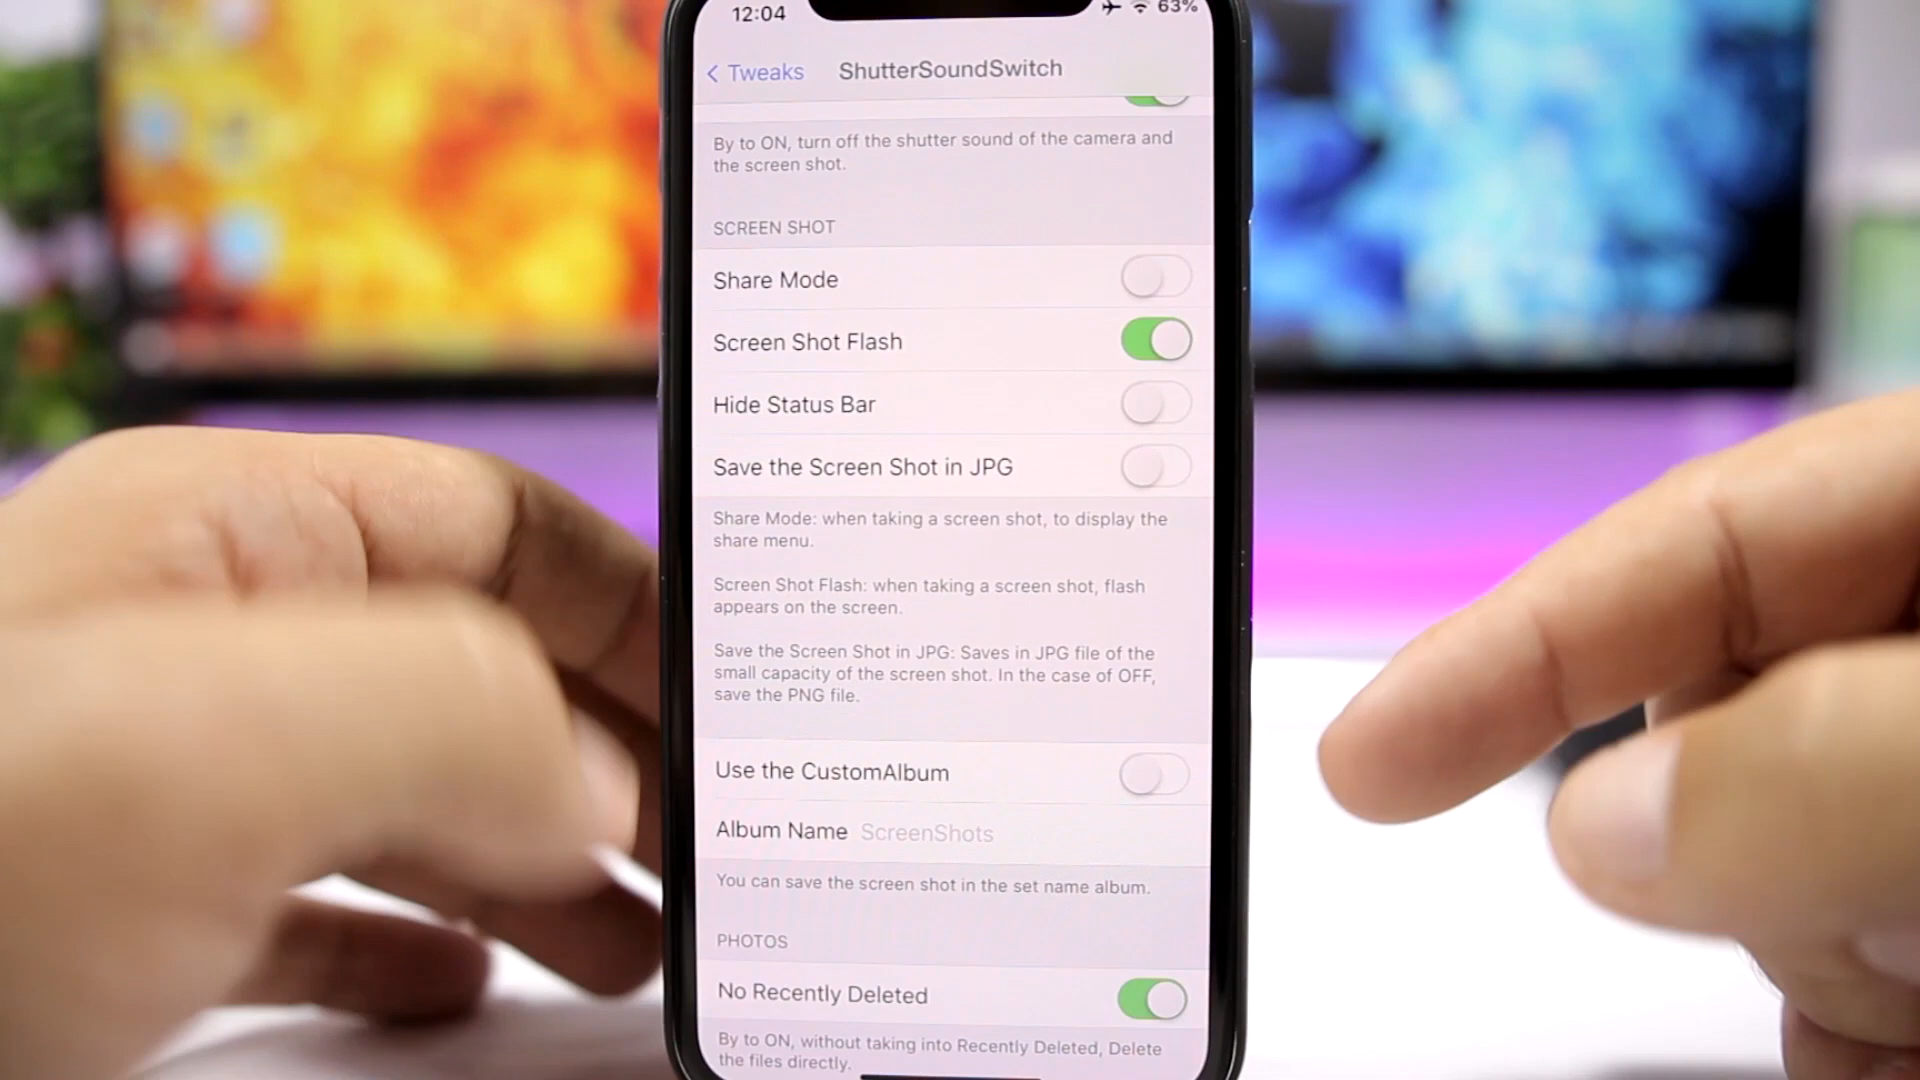 12:04
63%
Tweaks
ShutterSoundSwitch
By to ON, turn off the shutter sound of the camera and
the screen shot.
SCREEN SHOT
Share Mode
Screen Shot Flash
Hide Status Bar
Save the Screen Shot in JPG
Share Mode: when taking a screen shot, to display the
share menu.
Screen Shot Flash: when taking a screen shot, flash
appears on the screen.
Save the Screen Shot in JPG: Saves in JPG file of the
small capacity of the screen shot. In the case of OFF,
save the PNG file.
Use the CustomAlbum
Album Name ScreenShots
You can save the screen shot in the set name album.
PHOTOS
No Recently Deleted
By to ON, without taking into Recently Deleted, Delete
the files directly.